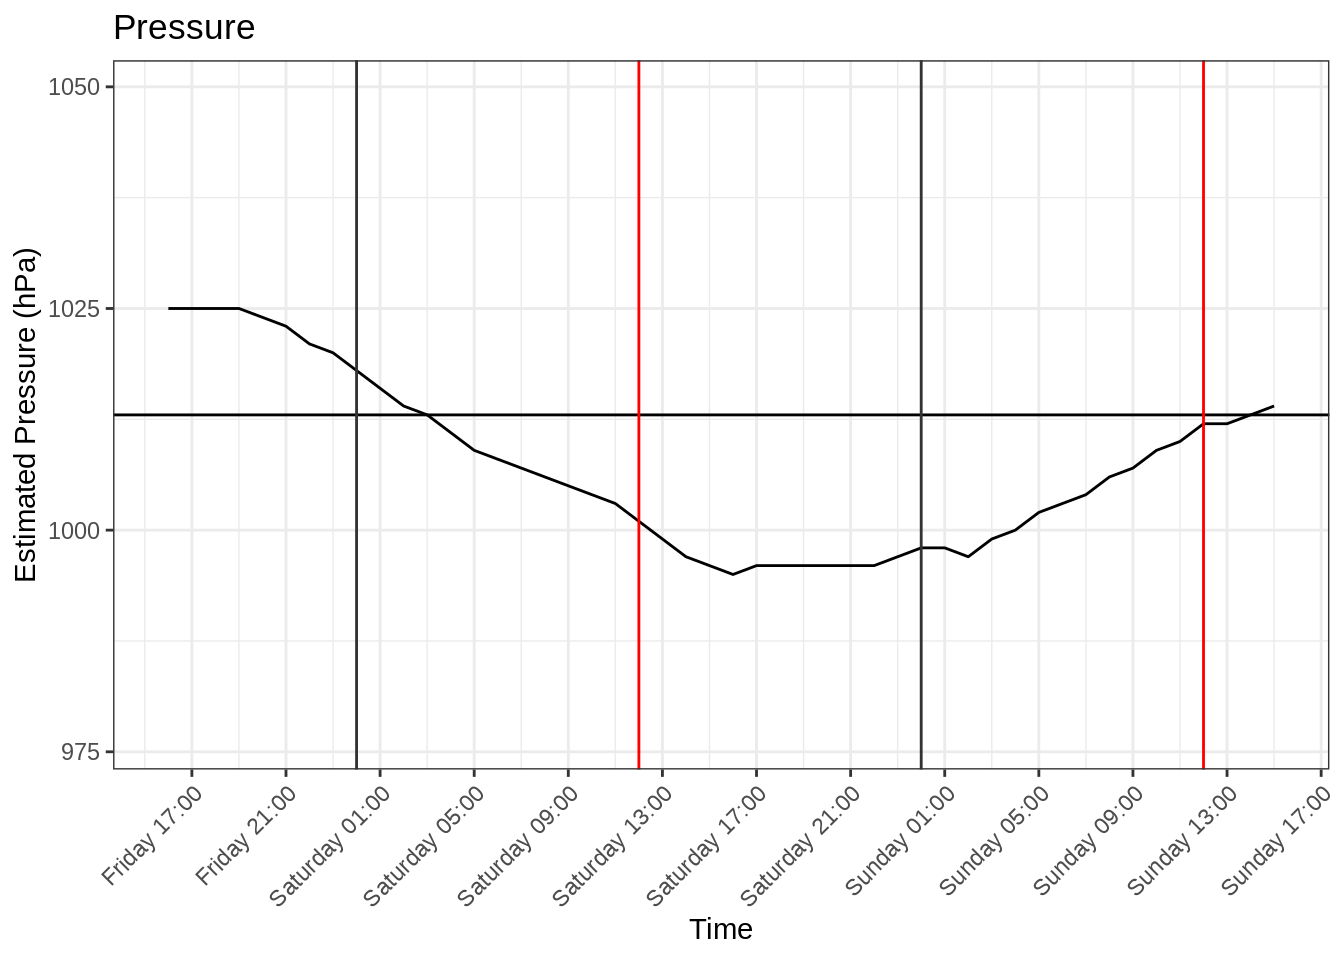 Pressure
Estimated Pressure (hPa)
1050
1025
1000
975
Friday 17:00
Friday 21:00
Saturday 01:00
Saturday 05:00
Saturday 09:00
Saturday 13:00
Saturday 17:00
Saturday 21:00
Sunday 01:00
Sunday 05:00
Sunday 09:00
Sunday 13:00
Sunday 17:00
Time